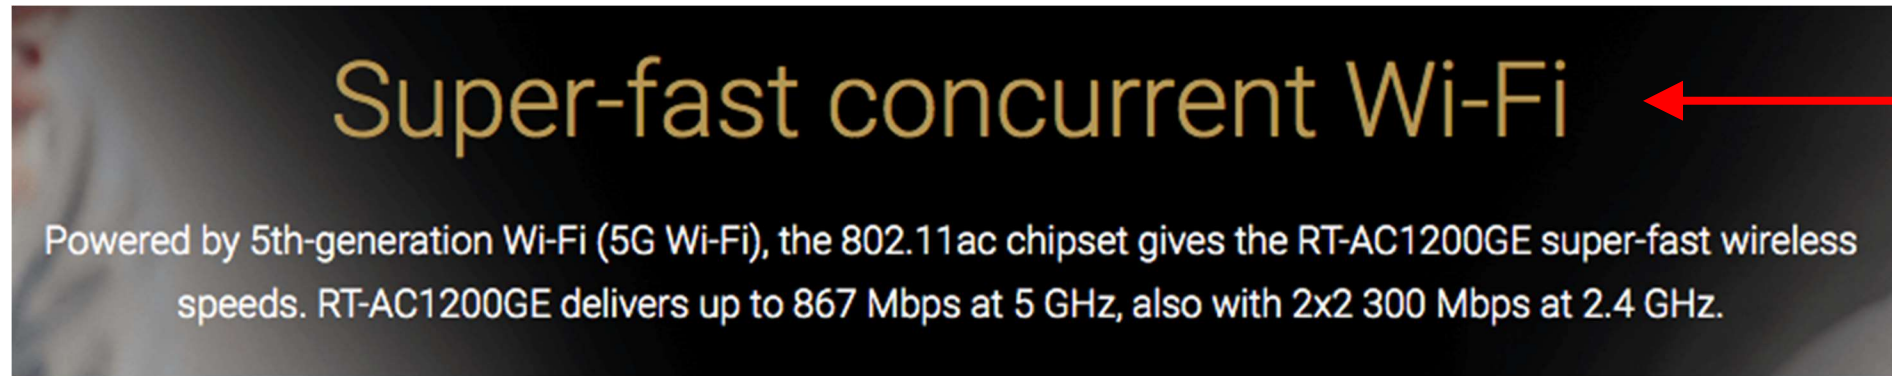 Super-fast concurrent Wi-Fi
Powered by 5th-generation Wi-Fi (5G Wi-Fi), the 802.11ac chipset gives the RT-AC1200GE super-fast wireless
speeds. RT-AC1200GE delivers up to 867 Mbps at 5 GHz, also with 2x2 300 Mbps at 2.4 GHz.